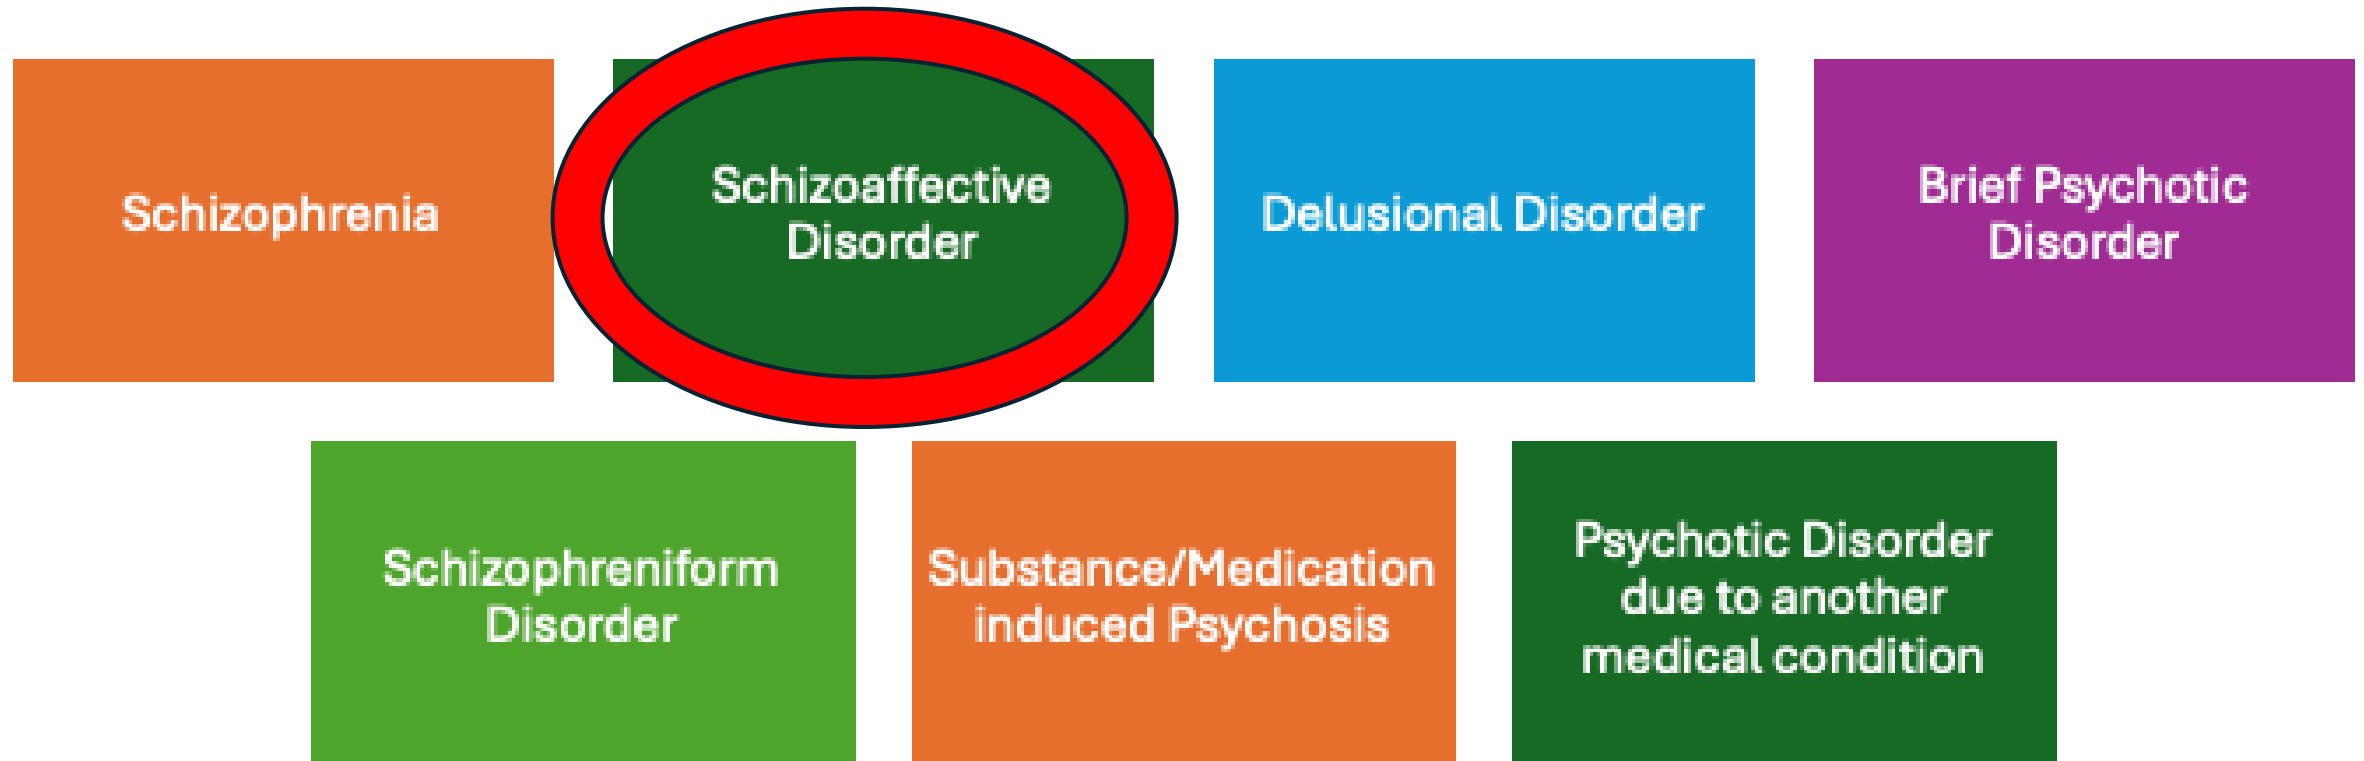 Schizophrenia
Schizoaffective
Disorder
Delusional Disorder
Brief Psychotic
Disorder
Schizophreniform
Disorder
Substance/Medication
induced Psychosis
Psychotic Disorder
due to another
medical condition